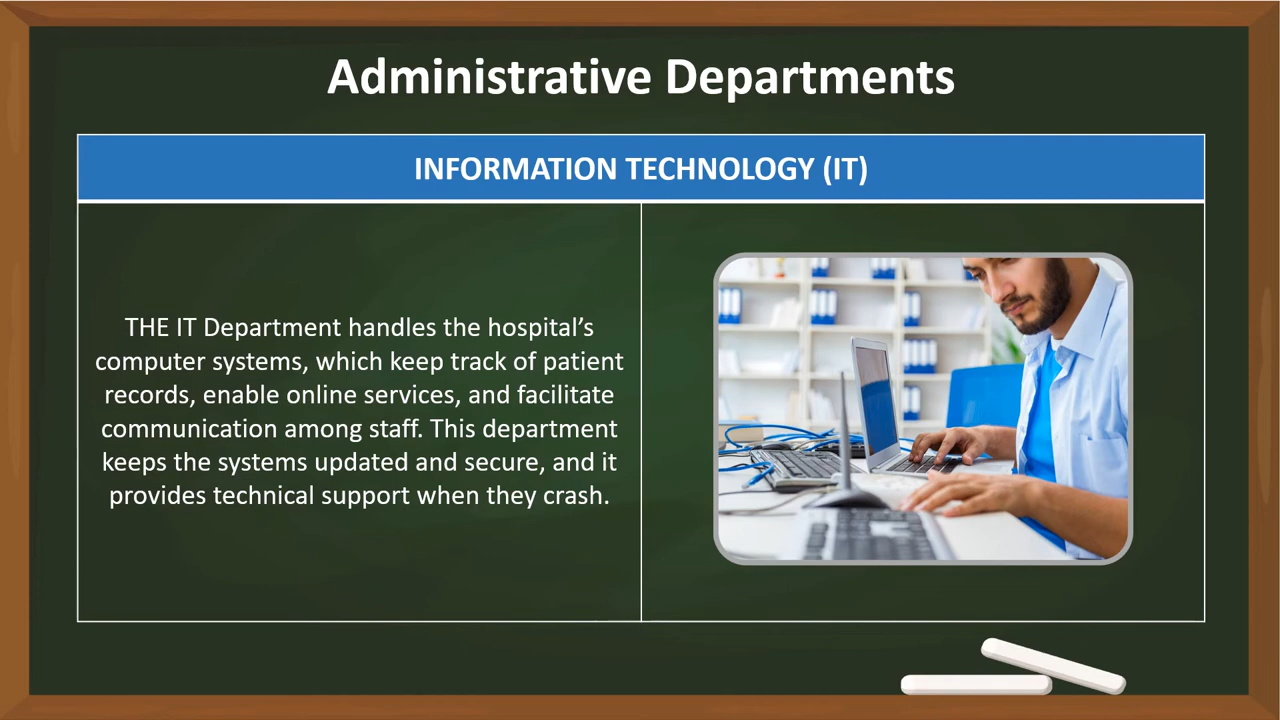 Administrative Departments
INFORMATION TECHNOLOGY (IT)
THE IT Department handles the hospital’s
computer systems, which keep track of patient
records, enable online services, and facilitate
communication among staff. This department
keeps the systems updated and secure, and it
provides technical support when they crash.